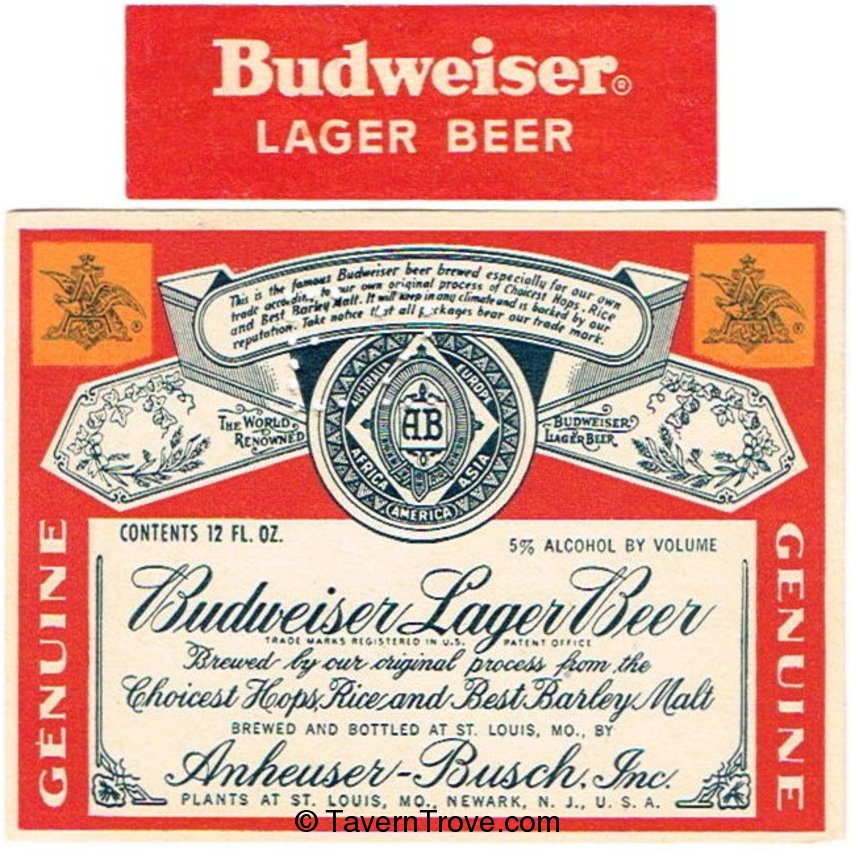 Budweiser®
LAGER BEER
This is the famous Budweiser beer brewed especially for our own
trade according to our own original process of Choicest Hops, Rice
and Best Barley Malt. It will keep in any climate and is backed by our
reputation. Take notice that all packages bear our trade mark.
A
®
A
®
THE WORLD
RENOWNED
AUSTRALIA
EUROPE
AB
AFRICA
ASIA
AMERICA
BUDWEISER
LAGER BEER
GENUINE
GENUINE
CONTENTS 12 FL. OZ.
5% ALCOHOL BY VOLUME
Budweiser Lager Beer
TRADE MARKS REGISTERED IN U.S. PATENT OFFICE
Brewed by our original process from the
Choicest Hops, Rice and Best Barley Malt
BREWED AND BOTTLED AT ST. LOUIS, MO., BY
Anheuser-Busch, Inc.
PLANTS AT ST. LOUIS, MO., NEWARK, N. J., U. S. A.
© TavernTrove.com